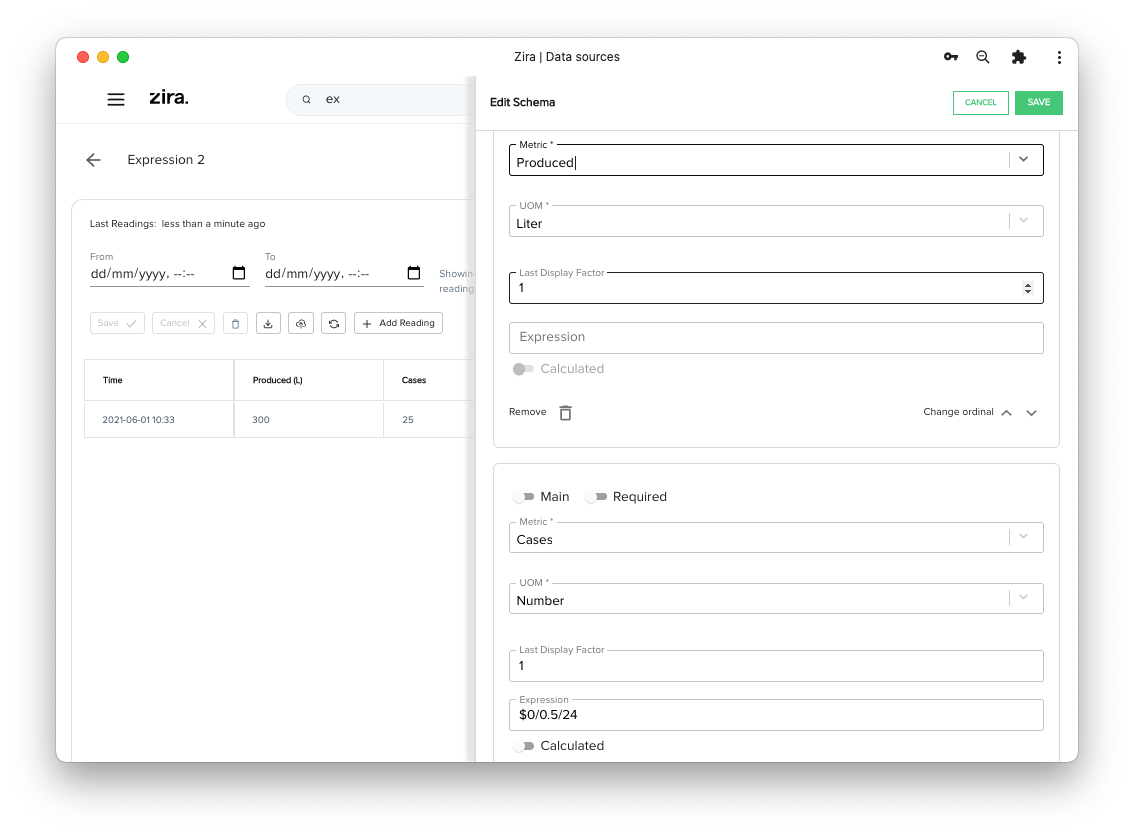 Zira | Data sources
zira.
ex
Expression 2
Last Readings: less than a minute ago
From
To
dd/mm/yyyy, --:--
dd/mm/yyyy, --:--
Save
Cancel
Add Reading
Time
Produced (L)
Cases
2021-06-01 10:33
300
25
Edit Schema
CANCEL
SAVE
Metric *
Produced
UOM *
Liter
Last Display Factor
1
Expression
Calculated
Remove
Change ordinal
Main
Required
Metric *
Cases
UOM *
Number
Last Display Factor
1
Expression
$0/0.5/24
Calculated